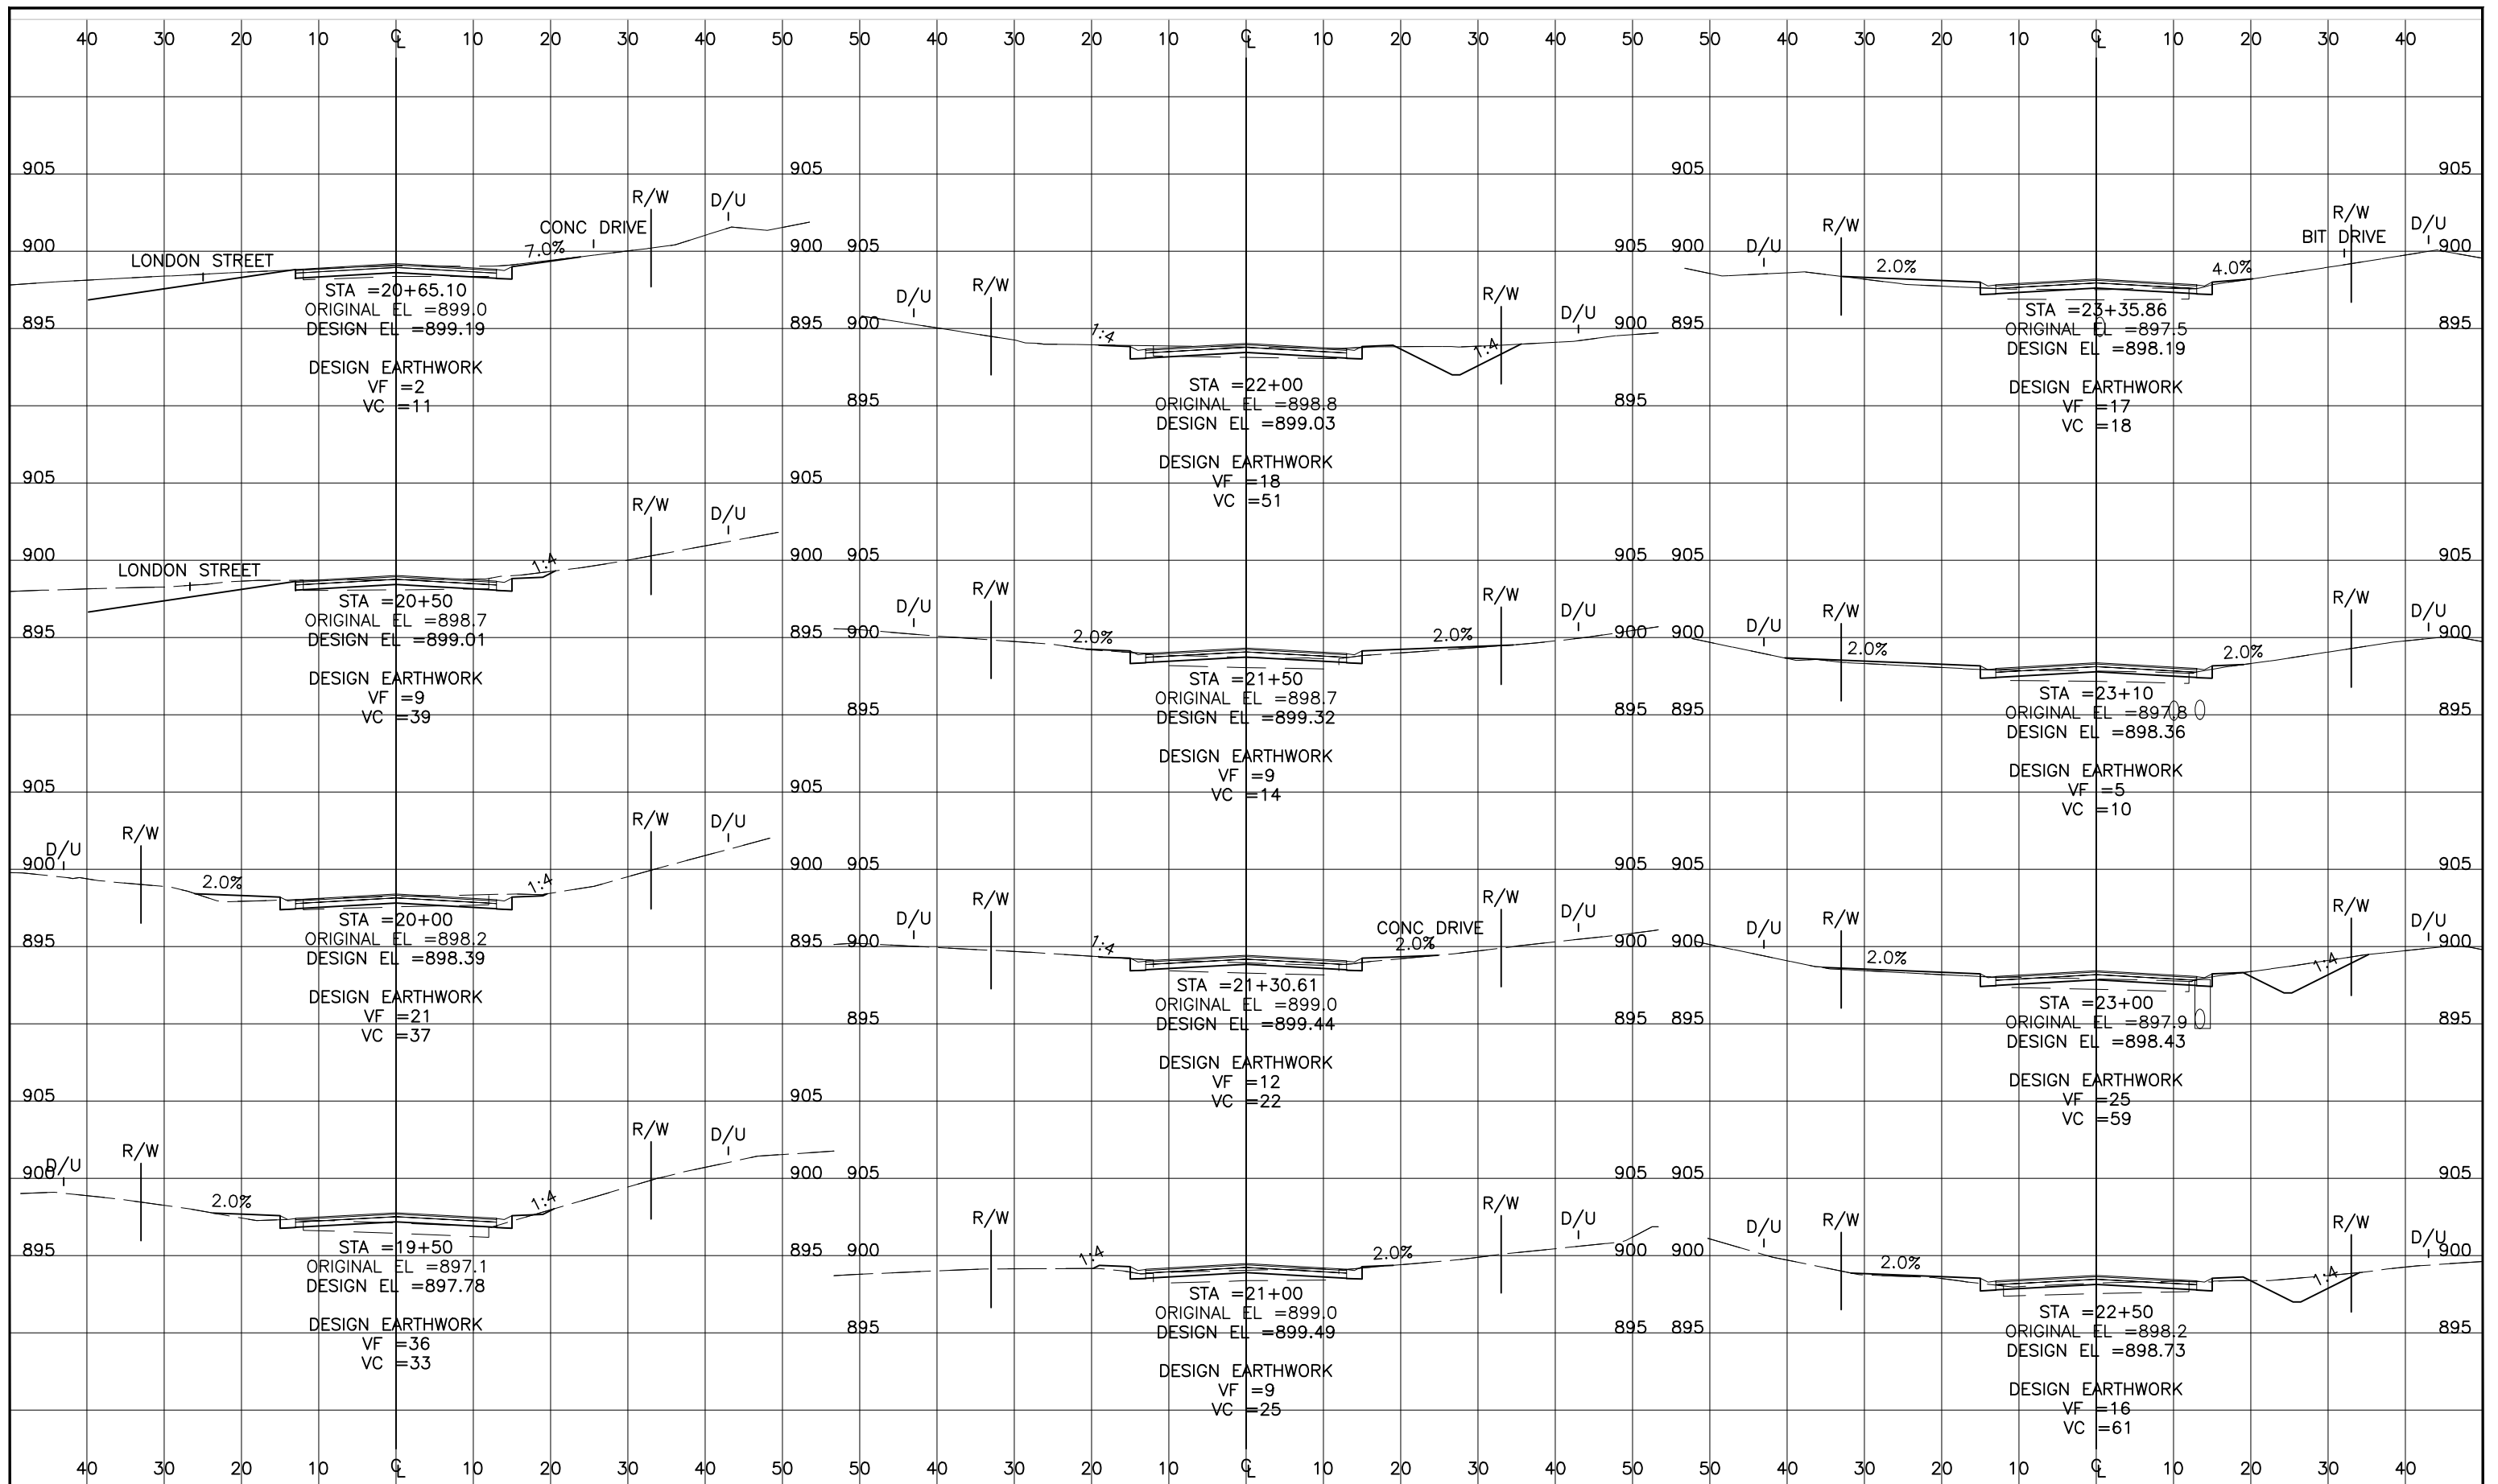 40 30 20 10 CL 10 20 30 40 50 50 40 30 20 10 CL 10 20 30 40 50 50 40 30 20 10 CL 10 20 30 40
905 905 905 905
R/W D/U
CONC DRIVE
7.0%
LONDON STREET
900 900
895 895
STA =20+65.10
ORIGINAL EL =899.0
DESIGN EL =899.19
DESIGN EARTHWORK
VF =2
VC =11
905 905
D/U R/W R/W D/U
900 900
1:4 1:4
895 895
STA =22+00
ORIGINAL EL =898.8
DESIGN EL =899.03
DESIGN EARTHWORK
VF =18
VC =51
D/U R/W R/W D/U
BIT DRIVE
900 900
2.0% 4.0%
895 895
STA =23+35.86
ORIGINAL EL =897.5
DESIGN EL =898.19
DESIGN EARTHWORK
VF =17
VC =18
905 905
R/W D/U
900 900
LONDON STREET
1:4
895 895
STA =20+50
ORIGINAL EL =898.7
DESIGN EL =899.01
DESIGN EARTHWORK
VF =9
VC =39
905 905
D/U R/W R/W D/U
900 900
2.0% 2.0%
895 895
STA =21+50
ORIGINAL EL =898.7
DESIGN EL =899.32
DESIGN EARTHWORK
VF =9
VC =14
905 905
D/U R/W R/W D/U
900 900
2.0% 2.0%
895 895
STA =23+10
ORIGINAL EL =897.8
DESIGN EL =898.36
DESIGN EARTHWORK
VF =5
VC =10
905 905
D/U R/W R/W D/U
900 900
2.0% 1:4
895 895
STA =20+00
ORIGINAL EL =898.2
DESIGN EL =898.39
DESIGN EARTHWORK
VF =21
VC =37
905 905
D/U R/W R/W D/U
CONC DRIVE
900 900
1:4 2.0%
895 895
STA =21+30.61
ORIGINAL EL =899.0
DESIGN EL =899.44
DESIGN EARTHWORK
VF =12
VC =22
905 905
D/U R/W R/W D/U
900 900
2.0% 1:4
895 895
STA =23+00
ORIGINAL EL =897.9
DESIGN EL =898.43
DESIGN EARTHWORK
VF =25
VC =59
905 905
D/U R/W R/W D/U
900 900
2.0% 1:4
895 895
STA =19+50
ORIGINAL EL =897.1
DESIGN EL =897.78
DESIGN EARTHWORK
VF =36
VC =33
905 905
R/W R/W D/U
900 900
1:4 2.0%
895 895
STA =21+00
ORIGINAL EL =899.0
DESIGN EL =899.49
DESIGN EARTHWORK
VF =9
VC =25
905 905
D/U R/W R/W D/U
900 900
2.0% 1:4
895 895
STA =22+50
ORIGINAL EL =898.2
DESIGN EL =898.73
DESIGN EARTHWORK
VF =16
VC =61
40 30 20 10 CL 10 20 30 40 50 50 40 30 20 10 CL 10 20 30 40 50 50 40 30 20 10 CL 10 20 30 40